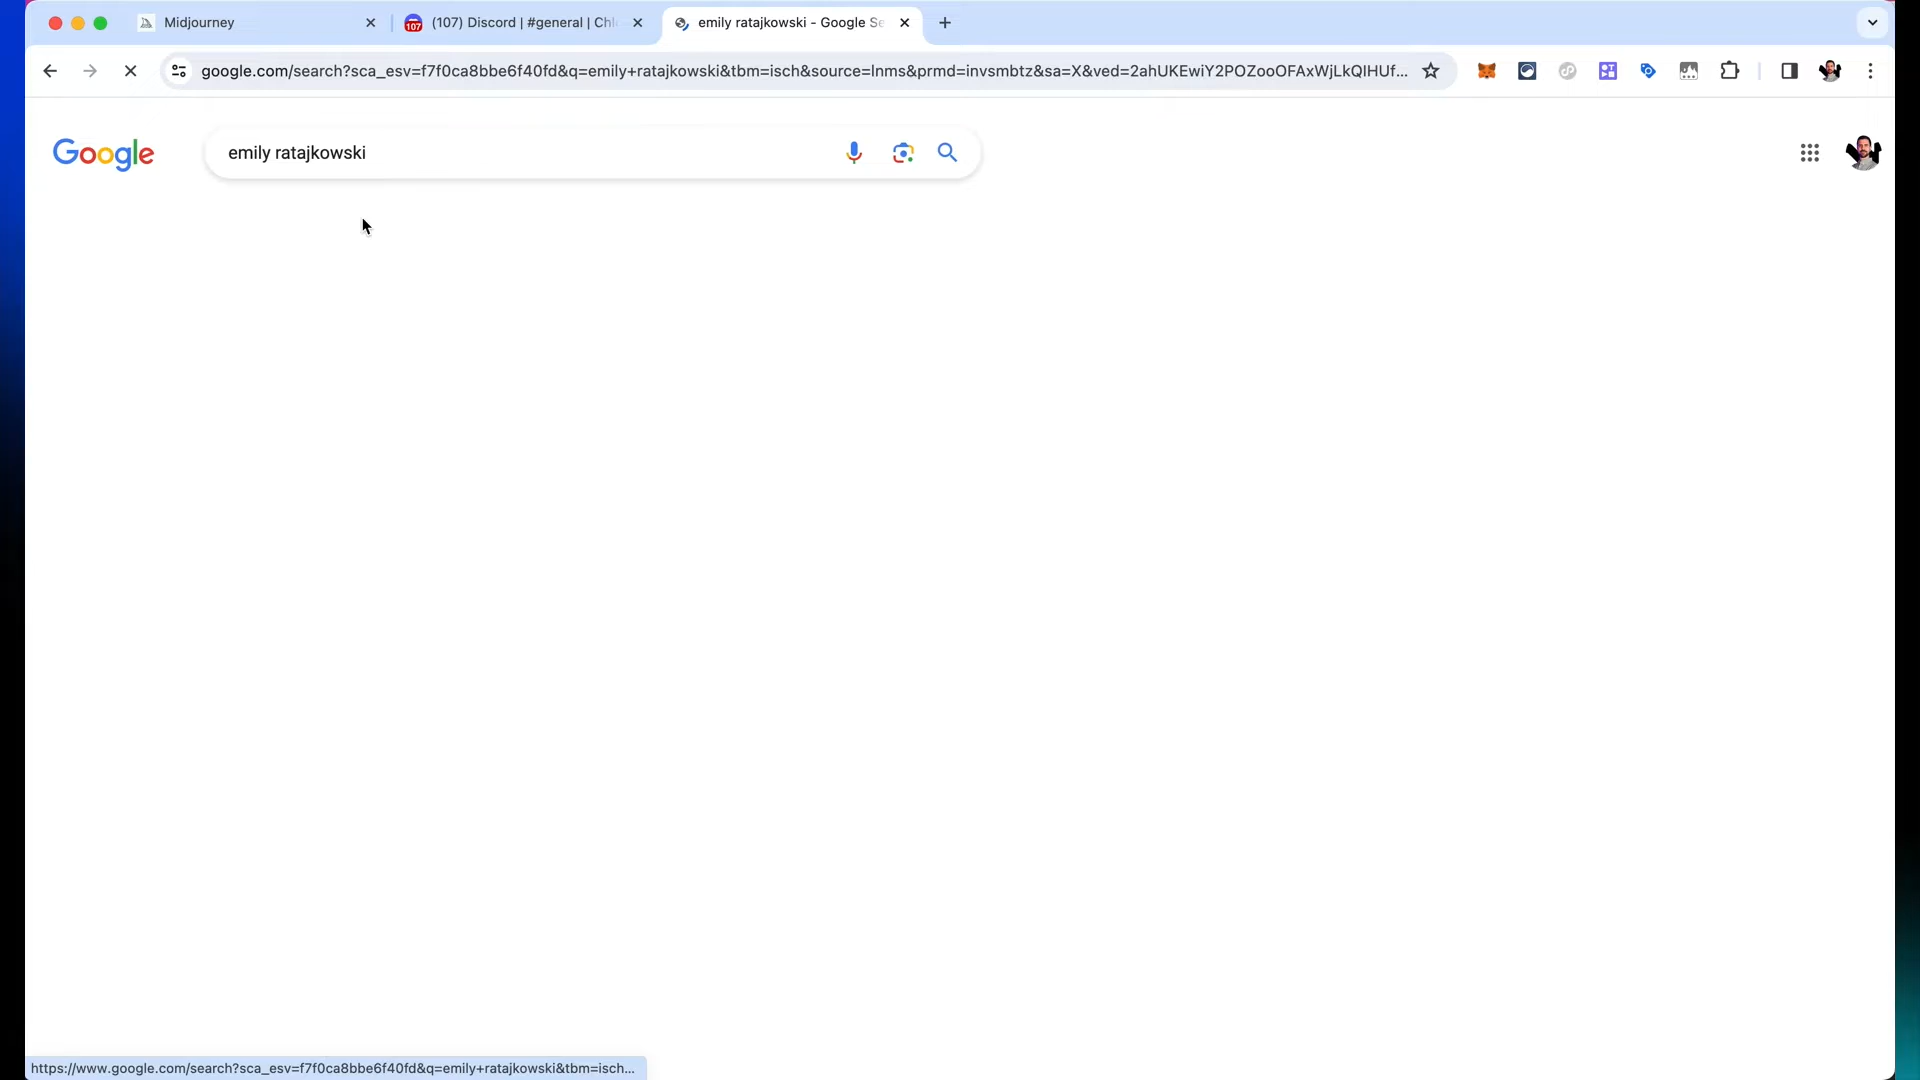 Midjourney
107
(107) Discord | #general | Chl
emily ratajkowski - Google Se
google.com/search?sca_esv=f7f0ca8bbe6f40fd&q=emily+ratajkowski&tbm=isch&source=lnms&prmd=invsmbtz&sa=X&ved=2ahUKEwiY2POZooOFAxWjLkQIHUf...
Google
emily ratajkowski
https://www.google.com/search?sca_esv=f7f0ca8bbe6f40fd&q=emily+ratajkowski&tbm=isch...